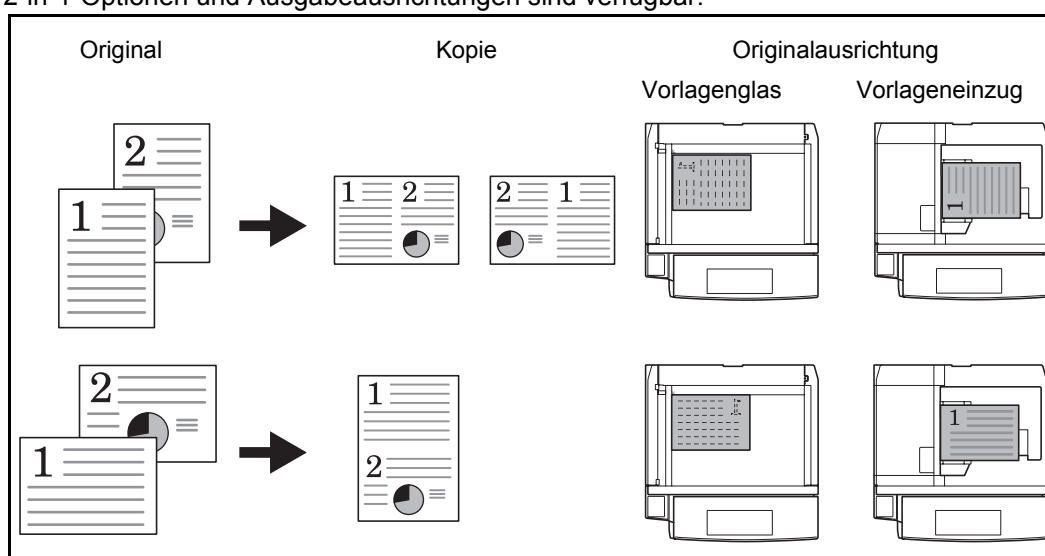 2-in-1-Optionen und Ausgabeausrichtungen sind verfügbar.
Original Kopie Originalausrichtung
Vorlagenglas Vorlageneinzug
2
1
1 2 2 1
1
2
1
1
2
1